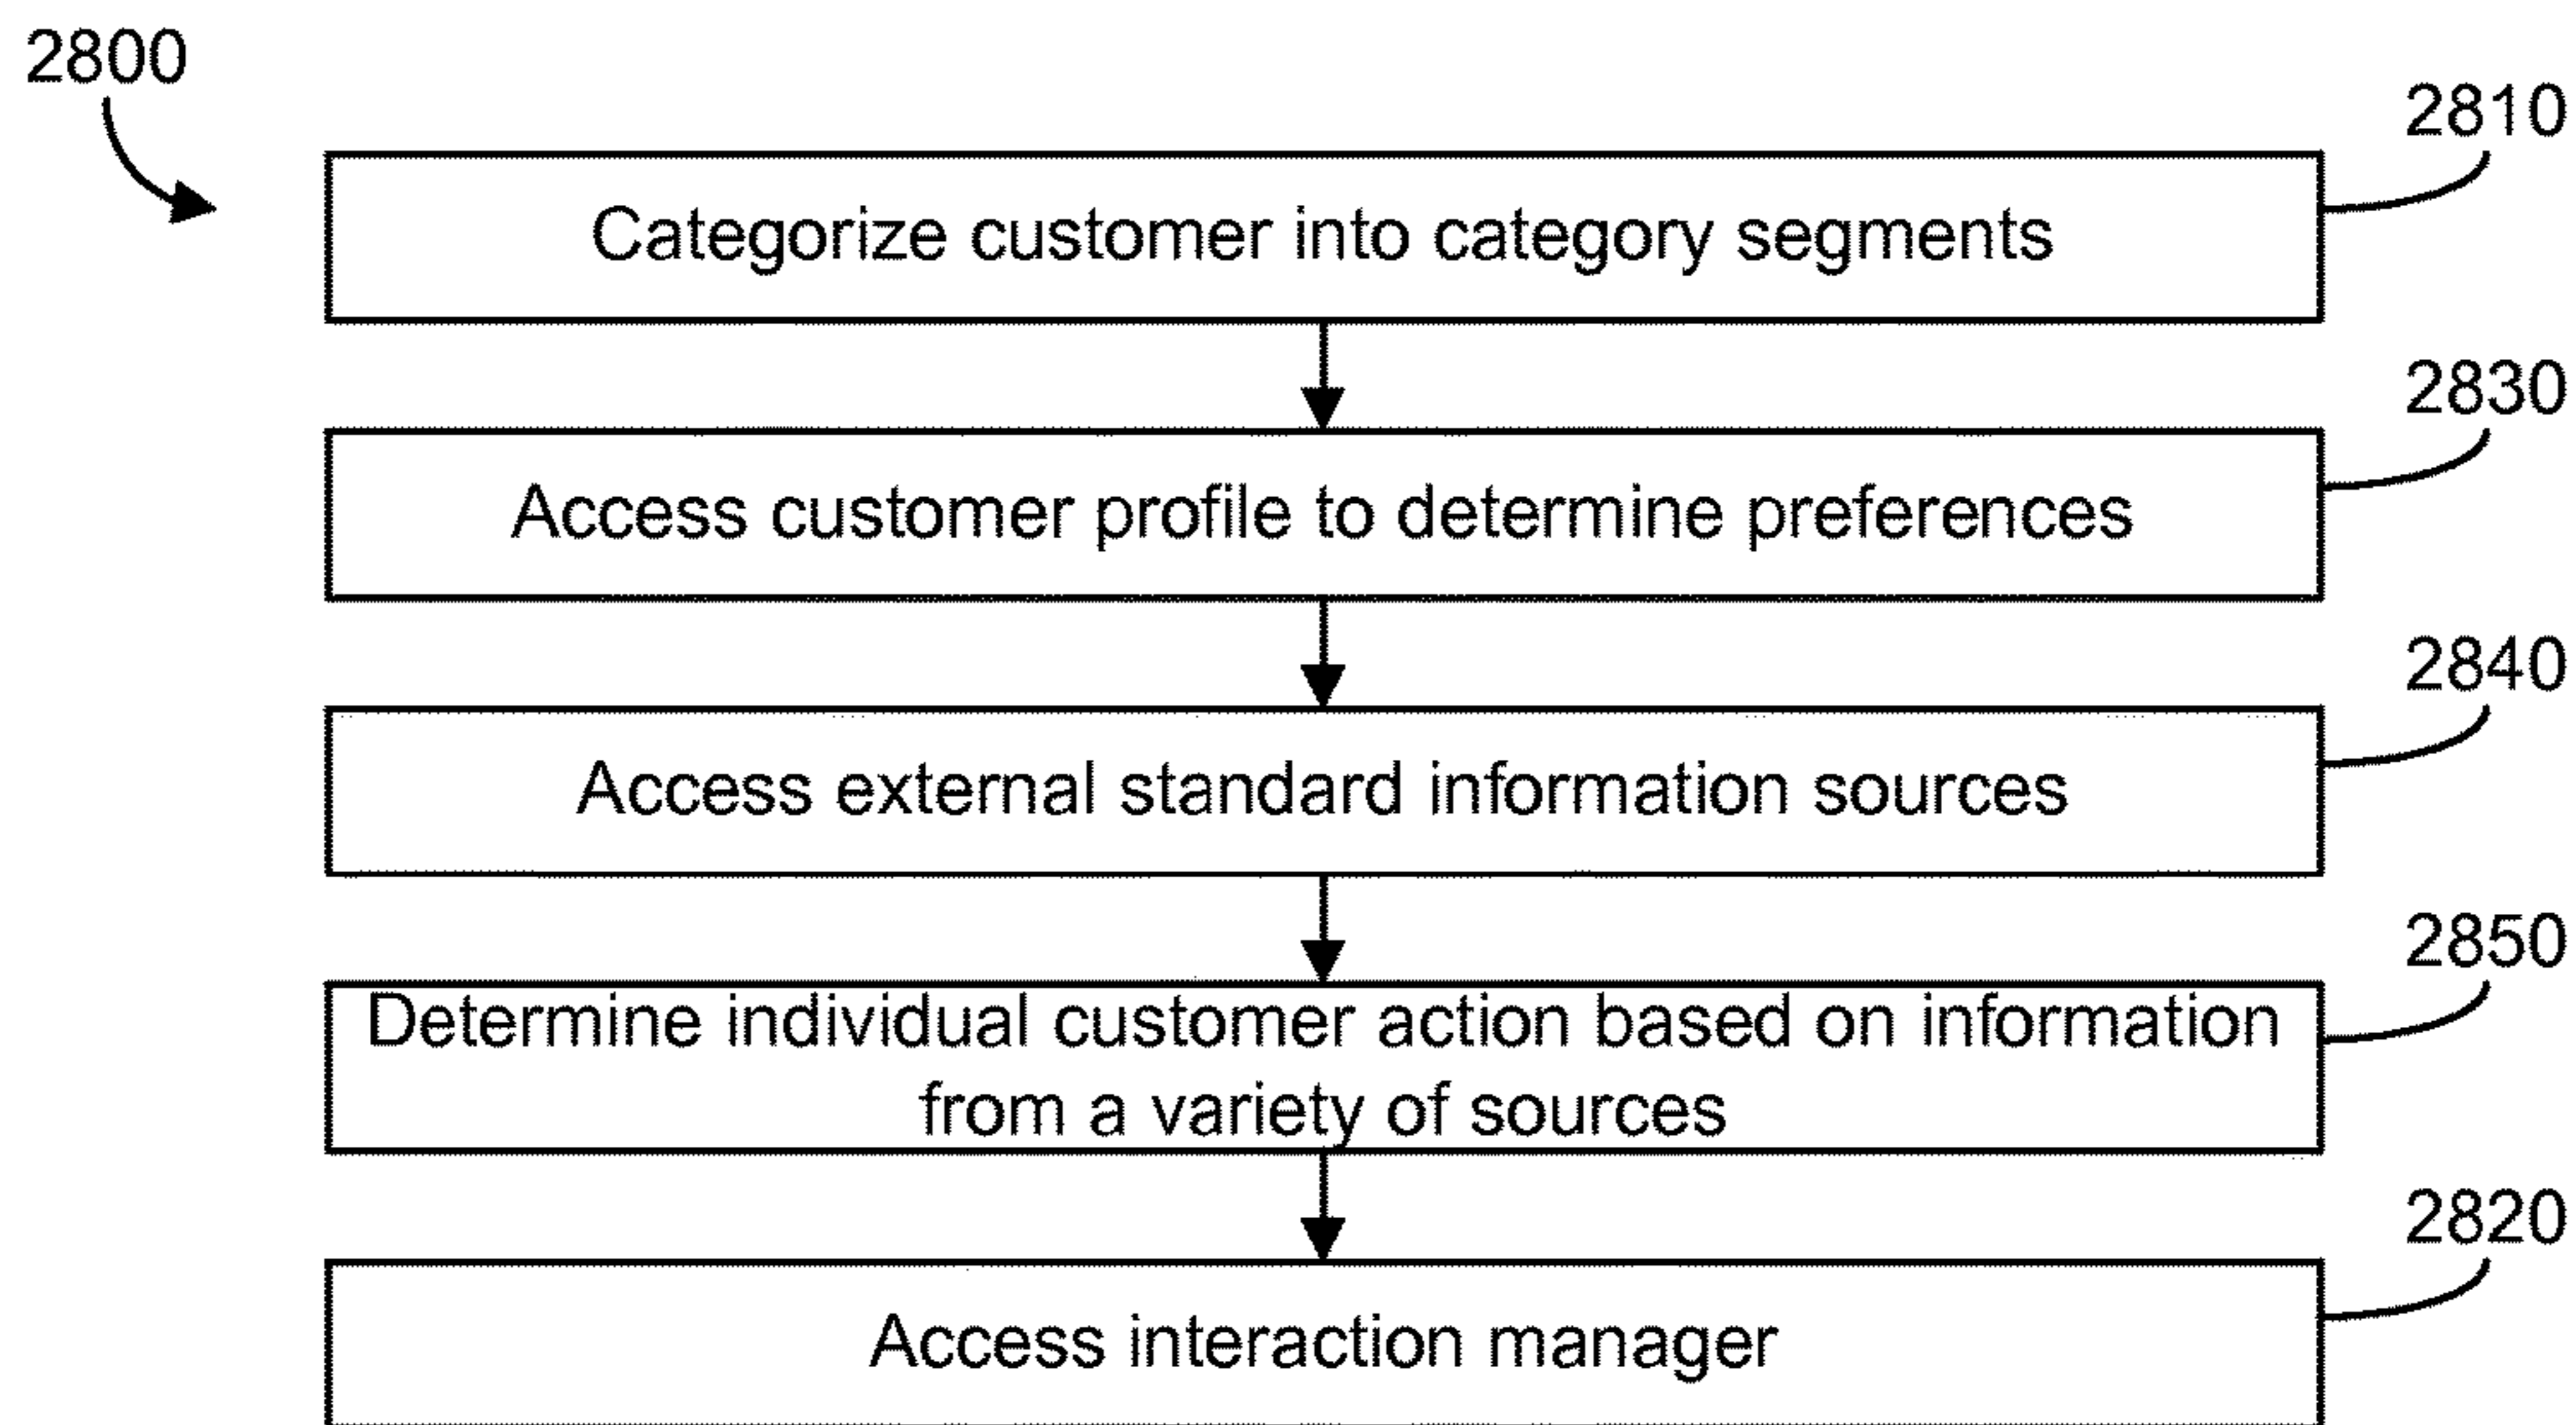 2800
2810
Categorize customer into category segments
2830
Access customer profile to determine preferences
2840
Access external standard information sources
2850
Determine individual customer action based on information
from a variety of sources
2820
Access interaction manager